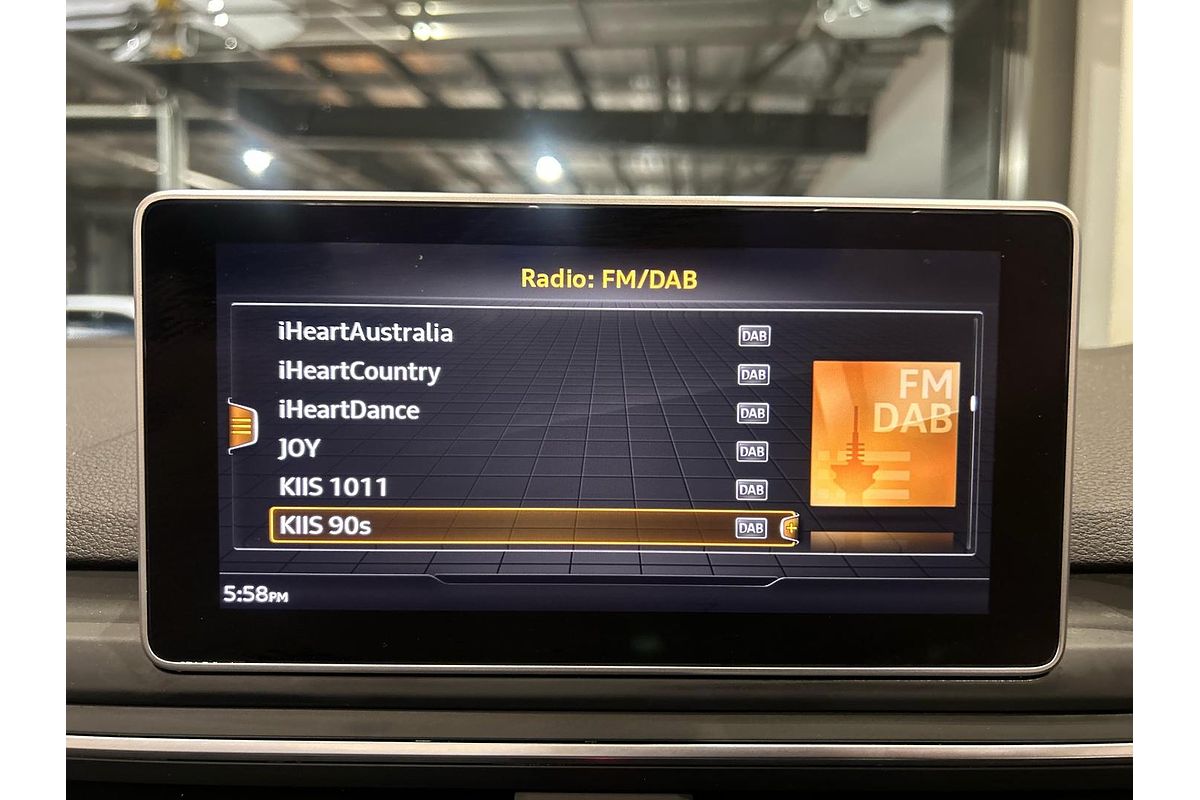 Radio: FM/DAB
iHeartAustralia DAB
iHeartCountry DAB
iHeartDance DAB
JOY DAB
KIIS 1011 DAB
KIIS 90s DAB +
FM
DAB
5:58PM